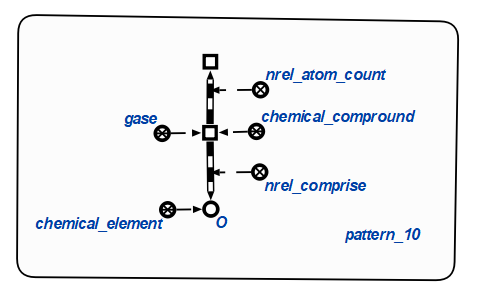 nrel_atom_count
gase
chemical_compround
nrel_comprise
chemical_element
O
pattern_10